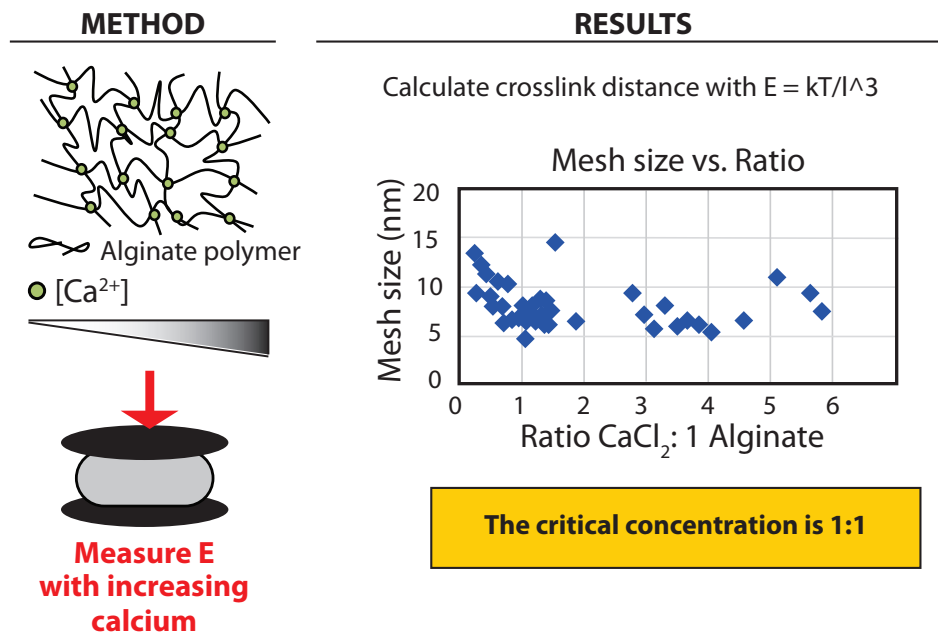 METHOD
Alginate polymer
[Ca²⁺]
Measure E
with increasing
calcium
RESULTS
Calculate crosslink distance with E = kT/l^3
Mesh size vs. Ratio
Mesh size (nm)
20
15
10
5
0
0 1 2 3 4 5 6
Ratio CaCl₂: 1 Alginate
The critical concentration is 1:1